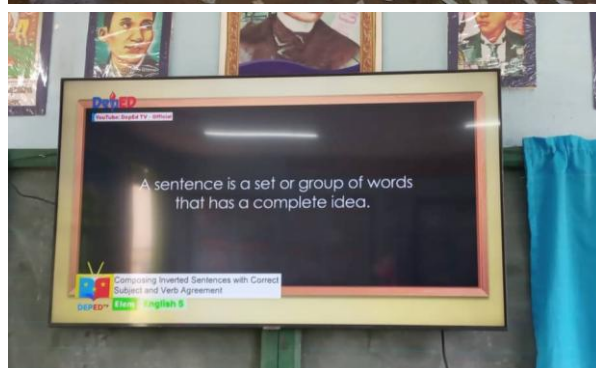 DepED
YouTube: DepEd TV - Official
A sentence is a set or group of words
that has a complete idea.
Composing Inverted Sentences with Correct
Subject and Verb Agreement
DEPED™
Elem English 5